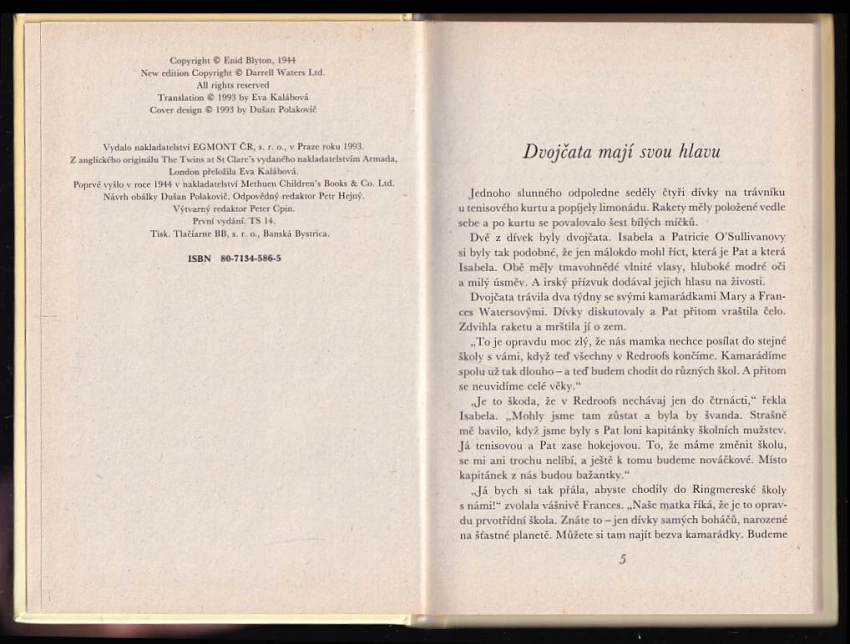 Copyright © Enid Blyton, 1944
New edition Copyright © Darrell Waters Ltd.
All rights reserved
Translation © 1993 by Eva Kalábová
Cover design © 1993 by Dušan Polakovič
Vydalo nakladatelství EGMONT ČR, s. r. o., v Praze roku 1993.
Z anglického originálu The Twins at St Clare's vydaného nakladatelstvím Armada,
London přeložila Eva Kalábová.
Poprvé vyšlo v roce 1944 v nakladatelství Methuen Children's Books & Co. Ltd.
Návrh obálky Dušan Polakovič. Odpovědný redaktor Petr Hejný.
Výtvarný redaktor Peter Cpin.
První vydání. TS 14.
Tisk. Tlačiarne BB, s. r. o., Banská Bystrica.
ISBN 80-7134-586-5
Dvojčata mají svou hlavu
Jednoho slunného odpoledne seděly čtyři dívky na trávníku
u tenisového kurtu a popíjely limonádu. Rakety měly položené vedle
sebe a po kurtu se povalovalo šest bílých míčků.
Dvě z dívek byly dvojčata. Isabela a Patricie O'Sullivanovy
si byly tak podobné, že jen málokdo mohl říct, která je Pat a která
Isabela. Obě měly tmavohnědé vlnité vlasy, hluboké modré oči
a milý úsměv. A irský přízvuk dodával jejich hlasu na živosti.
Dvojčata trávila dva týdny se svými kamarádkami Mary a Fran-
ces Watersovými. Dívky diskutovaly a Pat přitom vraštila čelo.
Zdvihla raketu a mrštila jí o zem.
„To je opravdu moc zlý, že nás mamka nechce posílat do stejné
školy s vámi, když teď všechny v Redroofs končíme. Kamarádíme
spolu už tak dlouho – a teď budem chodit do různých škol. A přitom
se neuvidíme celé věky.“
„Je to škoda, že v Redroofs nechávaj jen do čtrnácti,“ řekla
Isabela. „Mohly jsme tam zůstat a byla by švanda. Strašně
mě bavilo, když jsme byly s Pat loni kapitánky školních mužstev.
Já tenisovou a Pat zase hokejovou. To, že máme změnit školu,
se mi ani trochu nelíbí, a ještě k tomu budeme nováčkové. Místo
kapitánek z nás budou bažantky.“
„Já bych si tak přála, abyste chodily do Ringmereské školy
s námi!“ zvolala vášnivě Frances. „Naše matka říká, že je to oprav-
du prvotřídní škola. Znáte to – jen dívky samých boháčů, narozené
na šťastné planetě. Můžete si tam najít bezva kamarádky. Budeme
5